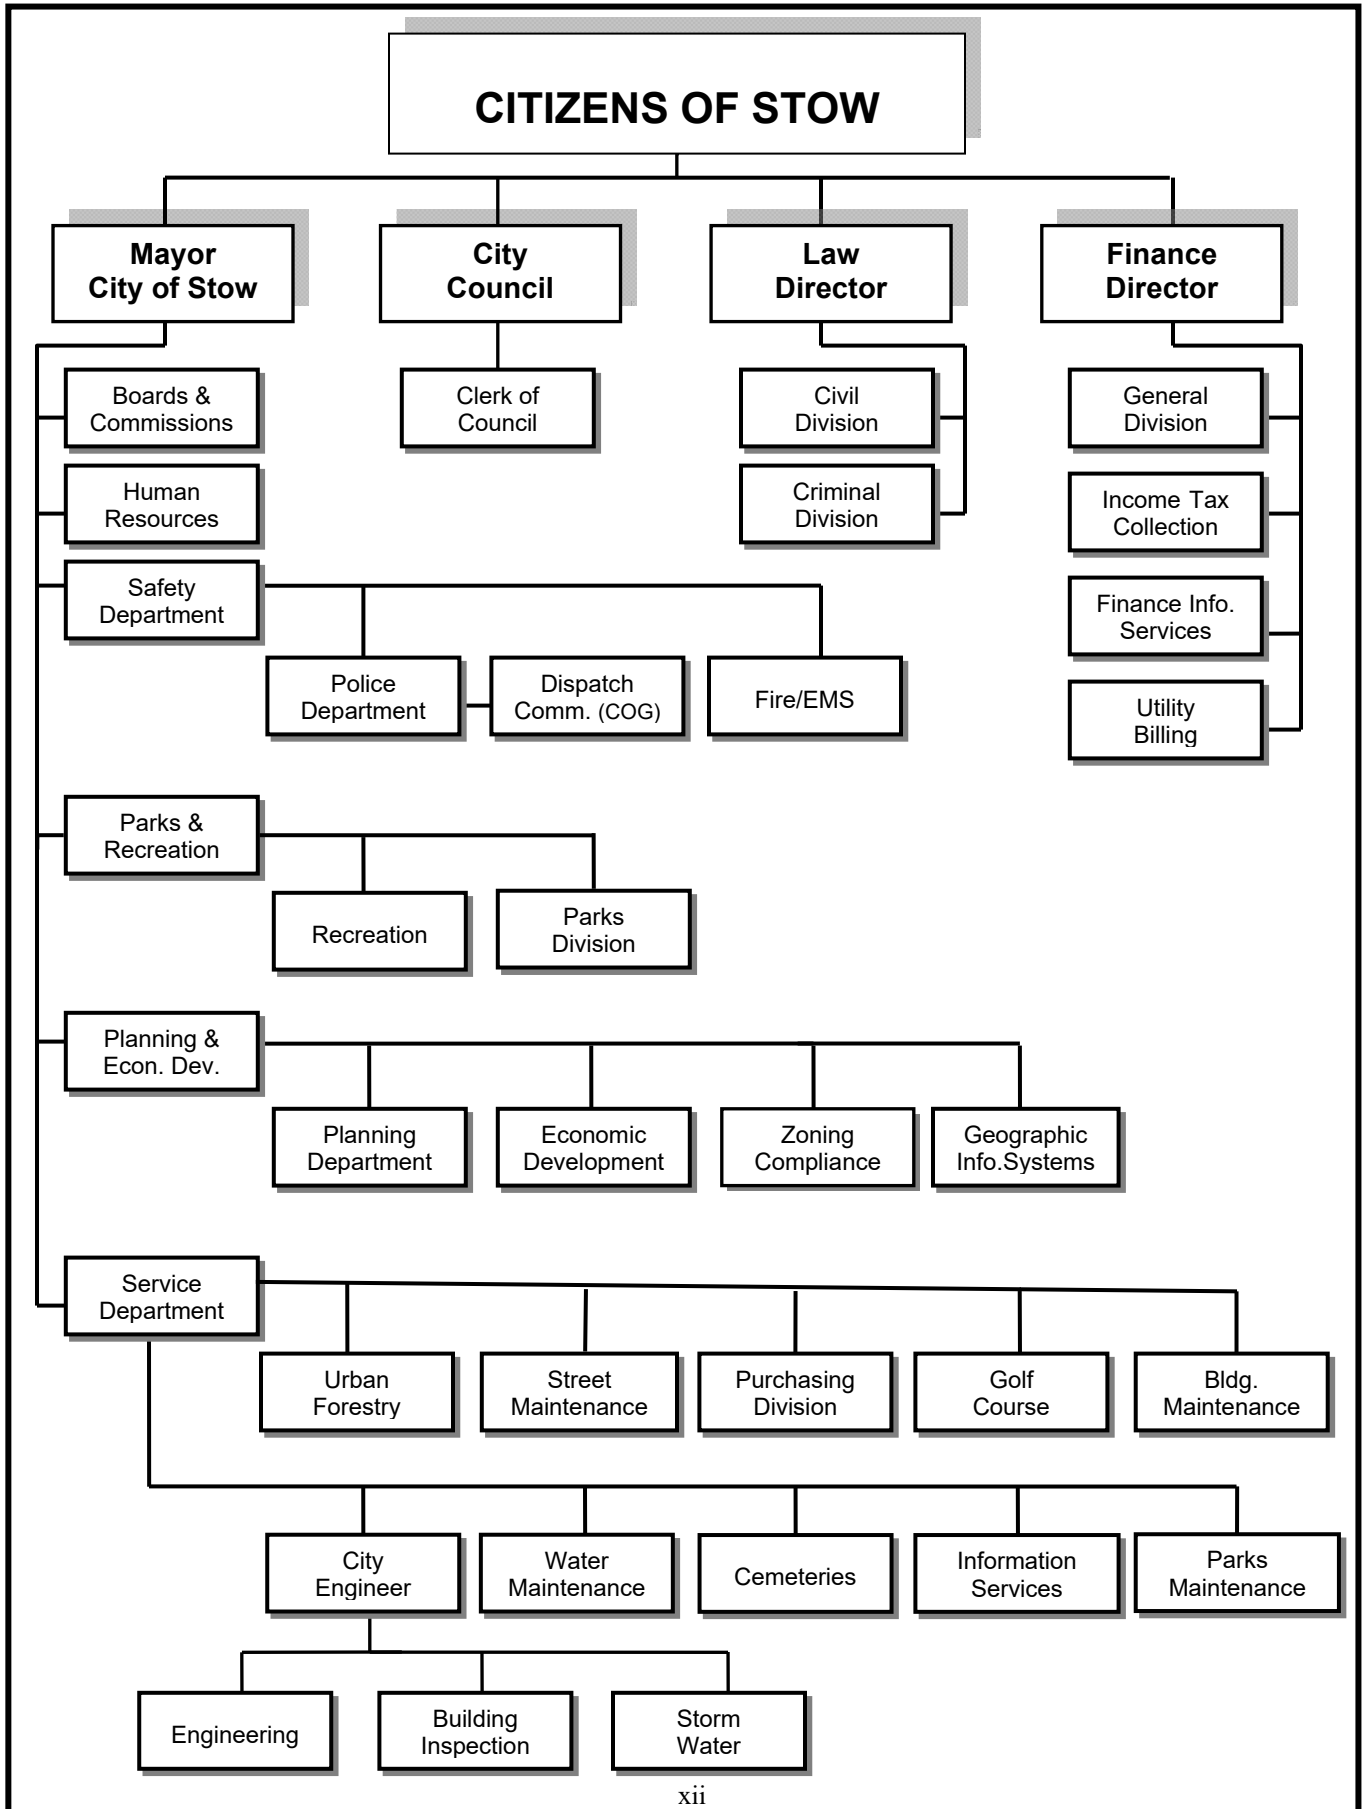 CITIZENS OF STOW
Mayor
City of Stow
City
Council
Law
Director
Finance
Director
Boards &
Commissions
Clerk of
Council
Civil
Division
General
Division
Human
Resources
Criminal
Division
Income Tax
Collection
Safety
Department
Finance Info.
Services
Police
Department
Dispatch
Comm. (COG)
Fire/EMS
Utility
Billing
Parks &
Recreation
Recreation
Parks
Division
Planning &
Econ. Dev.
Planning
Department
Economic
Development
Zoning
Compliance
Geographic
Info.Systems
Service
Department
Urban
Forestry
Street
Maintenance
Purchasing
Division
Golf
Course
Bldg.
Maintenance
City
Engineer
Water
Maintenance
Cemeteries
Information
Services
Parks
Maintenance
Engineering
Building
Inspection
Storm
Water
xii